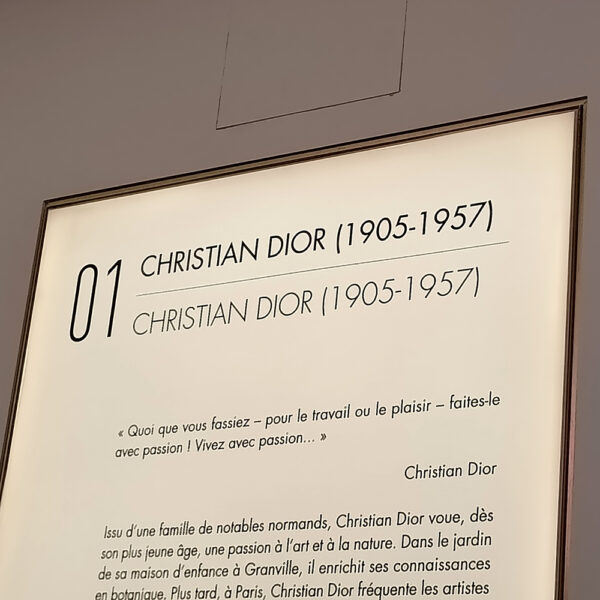 01
CHRISTIAN DIOR (1905-1957)
CHRISTIAN DIOR (1905-1957)
« Quoi que vous fassiez – pour le travail ou le plaisir – faites-le
avec passion ! Vivez avec passion... »
Christian Dior
Issu d'une famille de notables normands, Christian Dior voue, dès
son plus jeune âge, une passion à l'art et à la nature. Dans le jardin
de sa maison d'enfance à Granville, il enrichit ses connaissances
en botanique. Plus tard, à Paris, Christian Dior fréquente les artistes